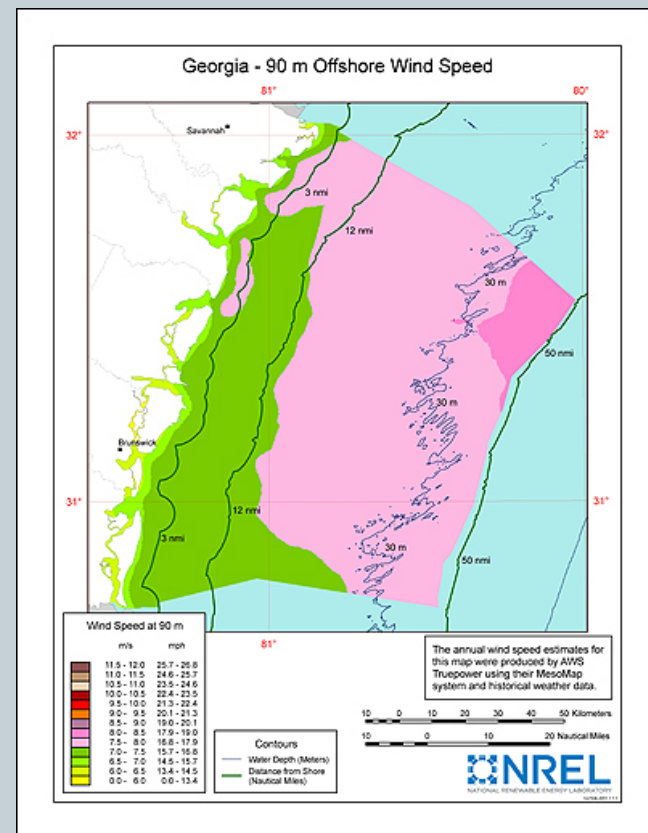 Georgia - 90 m Offshore Wind Speed
81°
80°
32°
32°
Savannah
3 nmi
12 nmi
30 m
50 nmi
30 m
Brunswick
31°
31°
12 nmi
3 nmi
30 m
50 nmi
81°
Wind Speed at 90 m
m/s mph
11.5 - 12.0 25.7 - 26.8
11.0 - 11.5 24.6 - 25.7
10.5 - 11.0 23.5 - 24.6
10.0 - 10.5 22.4 - 23.5
9.5 - 10.0 21.3 - 22.4
9.0 - 9.5 20.1 - 21.3
8.5 - 9.0 19.0 - 20.1
8.0 - 8.5 17.9 - 19.0
7.5 - 8.0 16.8 - 17.9
7.0 - 7.5 15.7 - 16.8
6.5 - 7.0 14.5 - 15.7
6.0 - 6.5 13.4 - 14.5
0.0 - 6.0 0.0 - 13.4
The annual wind speed estimates for
this map were produced by AWS
Truepower using their MesoMap
system and historical weather data.
Contours
Water Depth (Meters)
Distance from Shore
(Nautical Miles)
10 0 10 20 30 40 50 Kilometers
10 0 10 20 Nautical Miles
NREL
NATIONAL RENEWABLE ENERGY LABORATORY